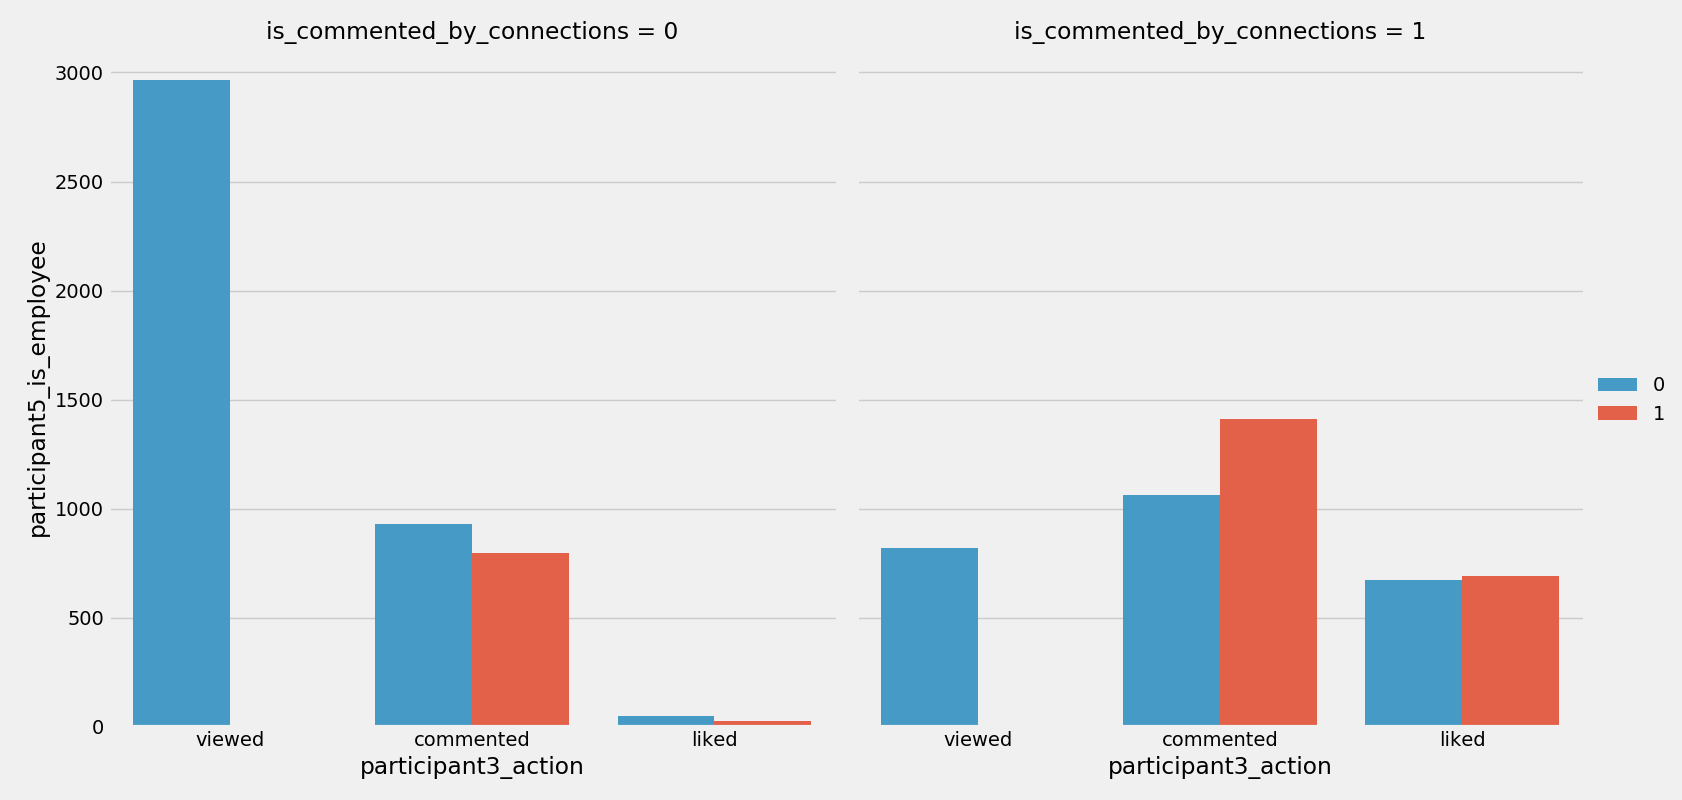 is_commented_by_connections = 0
is_commented_by_connections = 1
participant5_is_employee
3000
2500
2000
1500
1000
500
0
viewed commented liked
viewed commented liked
participant3_action
participant3_action
0
1